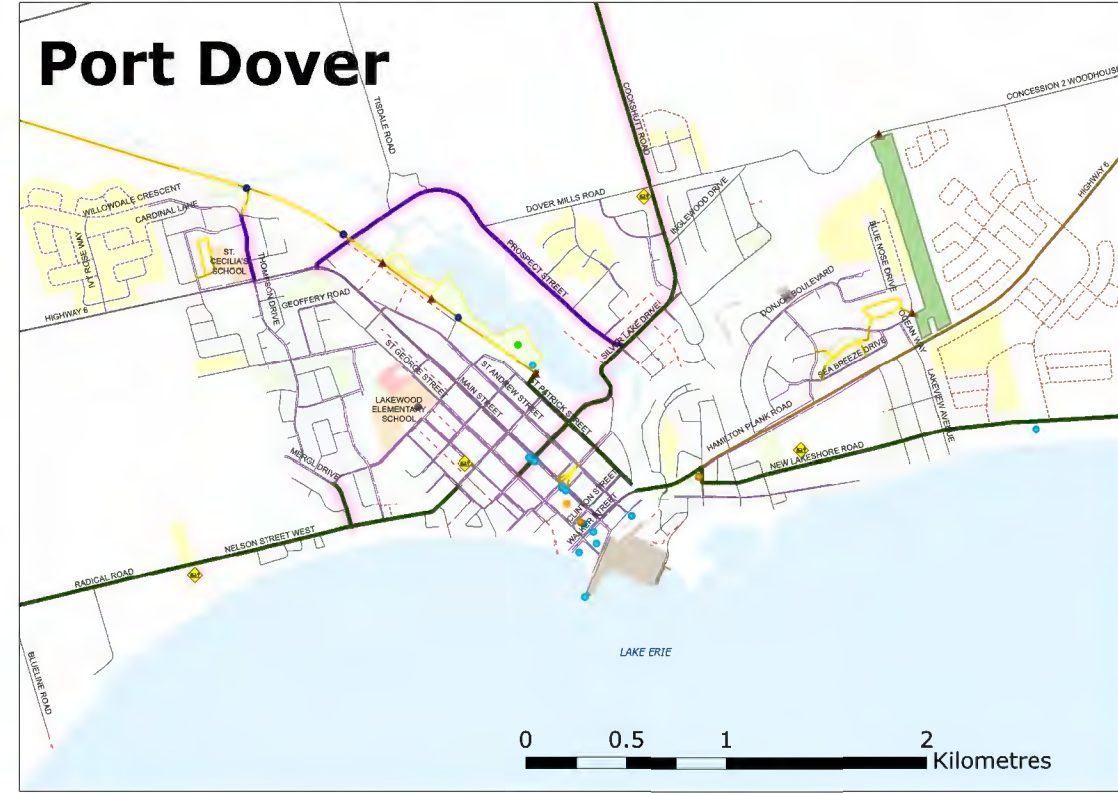 Port Dover
TISDALE ROAD
COCKSHUTT ROAD
CONCESSION 2 WOODHOUSE
HIGHWAY 6
WILLOWDALE CRESCENT
CARDINAL LANE
IVY ROSE WAY
ST.
CECILIA'S
SCHOOL
THOMPSON DRIVE
HIGHWAY 6
GEOFFERY ROAD
DOVER MILLS ROAD
INGLEWOOD DRIVE
PROSPECT STREET
BLUE NOSE DRIVE
DONJON BOULEVARD
OCEAN WAY
SILVER LAKE DRIVE
SEA BREEZE DRIVE
ST GEORGE STREET
MAIN STREET
ST ANDREW STREET
ST PATRICK STREET
LAKEVIEW AVENUE
LAKEWOOD
ELEMENTARY
SCHOOL
HAMILTON PLANK ROAD
NEW LAKESHORE ROAD
MERGL DRIVE
CLINTON STREET
WALKER STREET
NELSON STREET WEST
RADICAL ROAD
BLUELINE ROAD
LAKE ERIE
0 0.5 1 2
Kilometres